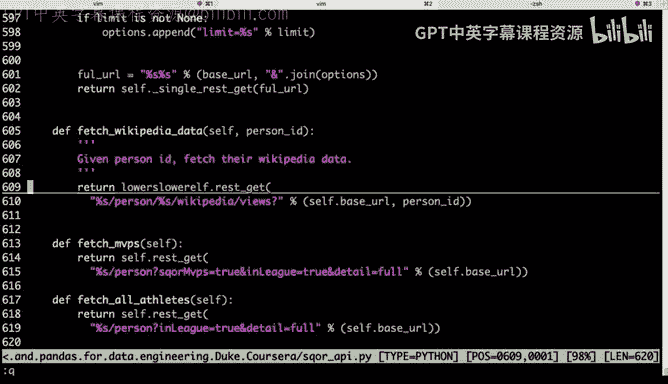 vim ⌘1 vim ⌘2 -zsh ⌘3
597 if limit is not None:
598 options.append("limit=%s" % limit)
599
600
601 ful_url = "%s%s" % (base_url, "&".join(options))
602 return self._single_rest_get(ful_url)
603
604
605 def fetch_wikipedia_data(self, person_id):
606 '''
607 Given person id, fetch their wikipedia data.
608 '''
609 return lowerslowerelf.rest_get(
610 "%s/person/%s/wikipedia/views?" % (self.base_url, person_id))
611
612
613 def fetch_mvps(self):
614 return self.rest_get(
615 "%s/person?sqorMvps=true&inLeague=true&detail=full" % (self.base_url))
616
617 def fetch_all_athletes(self):
618 return self.rest_get(
619 "%s/person?inLeague=true&detail=full" % (self.base_url))
620
<.and.pandas.for.data.engineering.Duke.Coursera/sqor_api.py [TYPE=PYTHON] [POS=0609,0001] [98%] [LEN=620]
:q
GPT中英字幕课程资源 bilibili